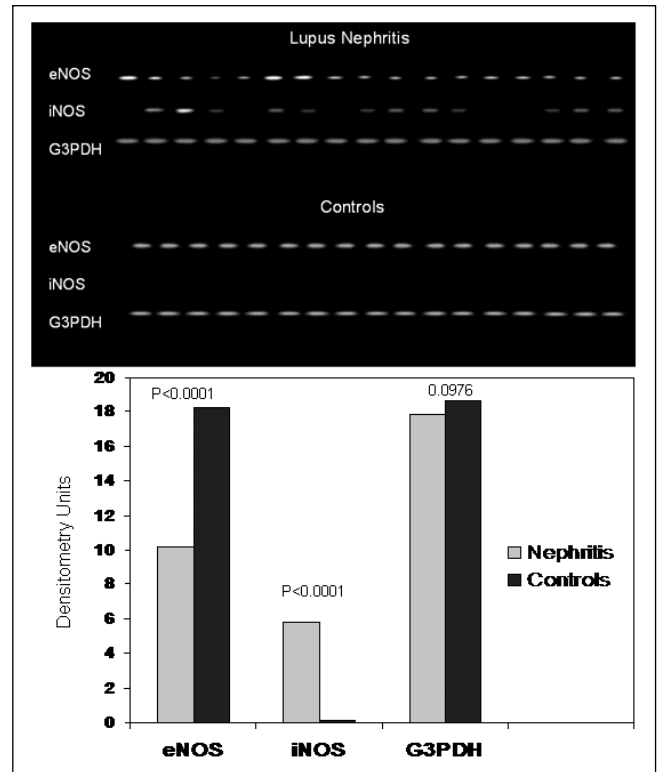 Lupus Nephritis
eNOS
iNOS
G3PDH
Controls
eNOS
iNOS
G3PDH
20
18
16
14
12
10
8
6
4
2
0
Densitometry Units
P<0.0001
P<0.0001
0.0976
Nephritis
Controls
eNOS iNOS G3PDH